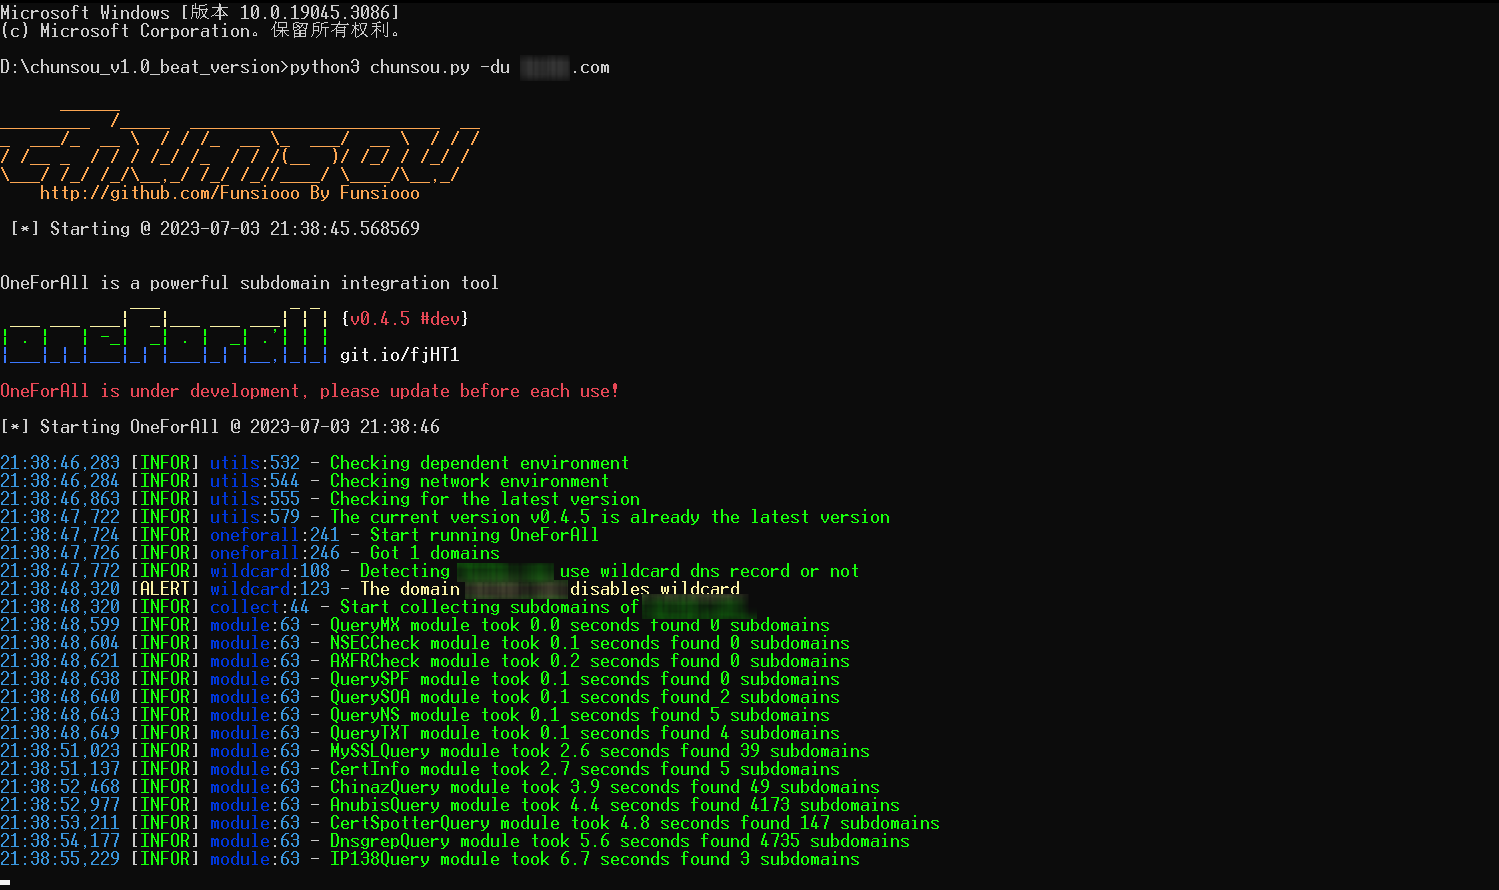 Microsoft Windows [版本 10.0.19045.3086]
(c) Microsoft Corporation。保留所有权利。
D:\chunsou_v1.0_beat_version>python3 chunsou.py -du .com
http://github.com/Funsiooo By Funsiooo
[*] Starting @ 2023-07-03 21:38:45.568569
OneForAll is a powerful subdomain integration tool
{v0.4.5 #dev}
git.io/fjHT1
OneForAll is under development, please update before each use!
[*] Starting OneForAll @ 2023-07-03 21:38:46
21:38:46,283 [INFOR] utils:532 - Checking dependent environment
21:38:46,284 [INFOR] utils:544 - Checking network environment
21:38:46,863 [INFOR] utils:555 - Checking for the latest version
21:38:47,722 [INFOR] utils:579 - The current version v0.4.5 is already the latest version
21:38:47,724 [INFOR] oneforall:241 - Start running OneForAll
21:38:47,726 [INFOR] oneforall:246 - Got 1 domains
21:38:47,772 [INFOR] wildcard:108 - Detecting use wildcard dns record or not
21:38:48,320 [ALERT] wildcard:123 - The domain disables wildcard
21:38:48,320 [INFOR] collect:44 - Start collecting subdomains of
21:38:48,599 [INFOR] module:63 - QueryMX module took 0.0 seconds found 0 subdomains
21:38:48,604 [INFOR] module:63 - NSECCheck module took 0.1 seconds found 0 subdomains
21:38:48,621 [INFOR] module:63 - AXFRCheck module took 0.2 seconds found 0 subdomains
21:38:48,638 [INFOR] module:63 - QuerySPF module took 0.1 seconds found 0 subdomains
21:38:48,640 [INFOR] module:63 - QuerySOA module took 0.1 seconds found 2 subdomains
21:38:48,643 [INFOR] module:63 - QueryNS module took 0.1 seconds found 5 subdomains
21:38:48,649 [INFOR] module:63 - QueryTXT module took 0.1 seconds found 4 subdomains
21:38:51,023 [INFOR] module:63 - MySSLQuery module took 2.6 seconds found 39 subdomains
21:38:51,137 [INFOR] module:63 - CertInfo module took 2.7 seconds found 5 subdomains
21:38:52,468 [INFOR] module:63 - ChinazQuery module took 3.9 seconds found 49 subdomains
21:38:52,977 [INFOR] module:63 - AnubisQuery module took 4.4 seconds found 4173 subdomains
21:38:53,211 [INFOR] module:63 - CertSpotterQuery module took 4.8 seconds found 147 subdomains
21:38:54,177 [INFOR] module:63 - DnsgrepQuery module took 5.6 seconds found 4735 subdomains
21:38:55,229 [INFOR] module:63 - IP138Query module took 6.7 seconds found 3 subdomains